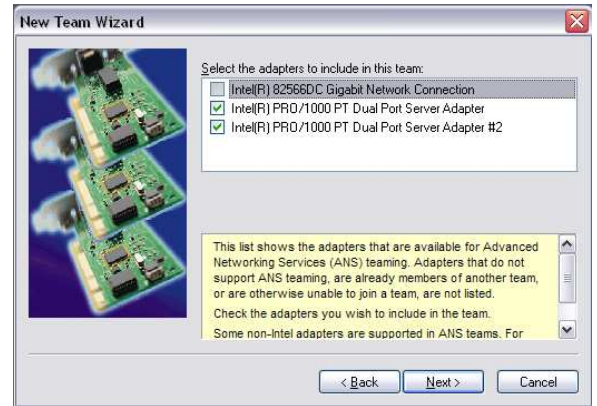 New Team Wizard
Select the adapters to include in this team:
Intel(R) 82566DC Gigabit Network Connection
Intel(R) PRO/1000 PT Dual Port Server Adapter
Intel(R) PRO/1000 PT Dual Port Server Adapter #2
This list shows the adapters that are available for Advanced
Networking Services (ANS) teaming. Adapters that do not
support ANS teaming, are already members of another team,
or are otherwise unable to join a team, are not listed.
Check the adapters you wish to include in the team.
Some non-Intel adapters are supported in ANS teams. For
< Back
Next >
Cancel